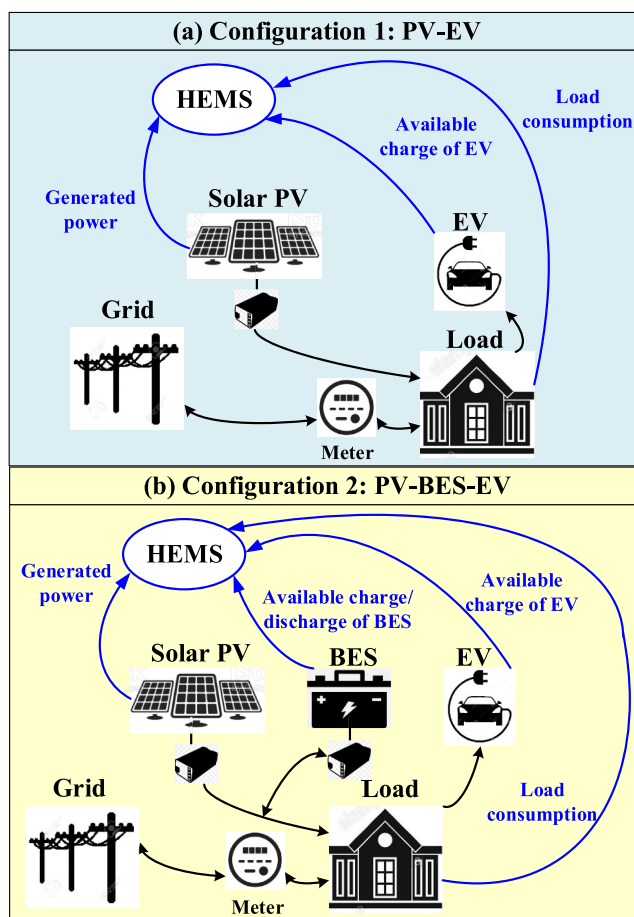 (a) Configuration 1: PV-EV
HEMS
Load
consumption
Available
charge of EV
Generated
power
Solar PV
EV
Grid
Load
Meter
(b) Configuration 2: PV-BES-EV
HEMS
Generated
power
Available charge/
discharge of BES
Available
charge of EV
Solar PV
BES
EV
Grid
Load
Load
consumption
Meter